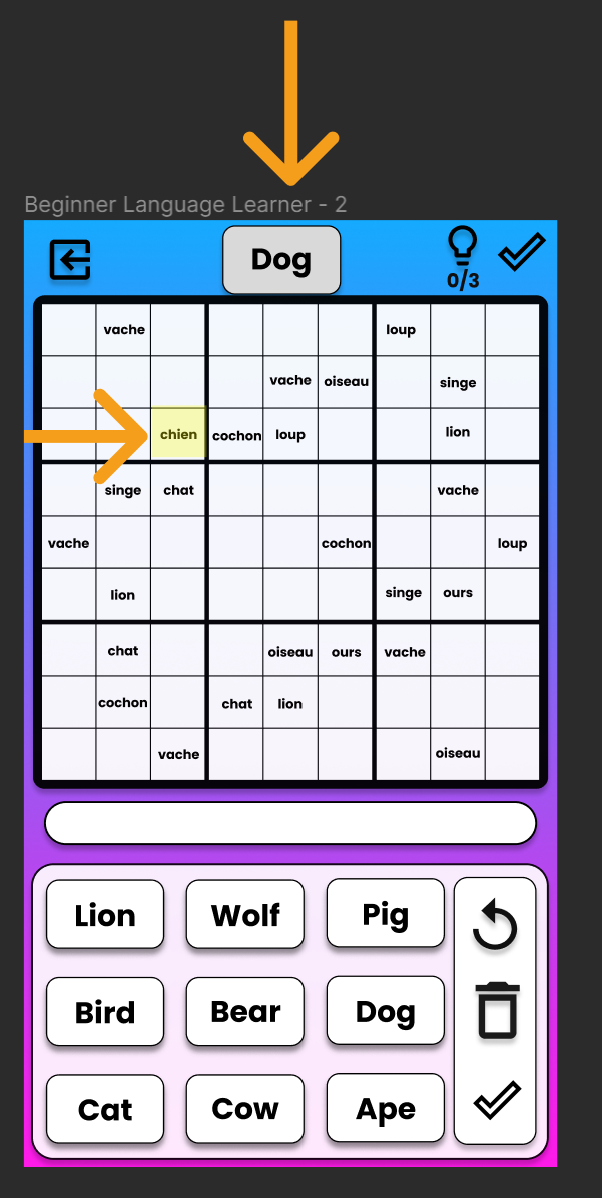 Beginner Language Learner - 2
Dog
0/3
vache loup
vache oiseau singe
chien cochon loup lion
singe chat vache
vache cochon loup
lion singe ours
chat oiseau ours vache
cochon chat lion
vache oiseau
Lion Wolf Pig
Bird Bear Dog
Cat Cow Ape